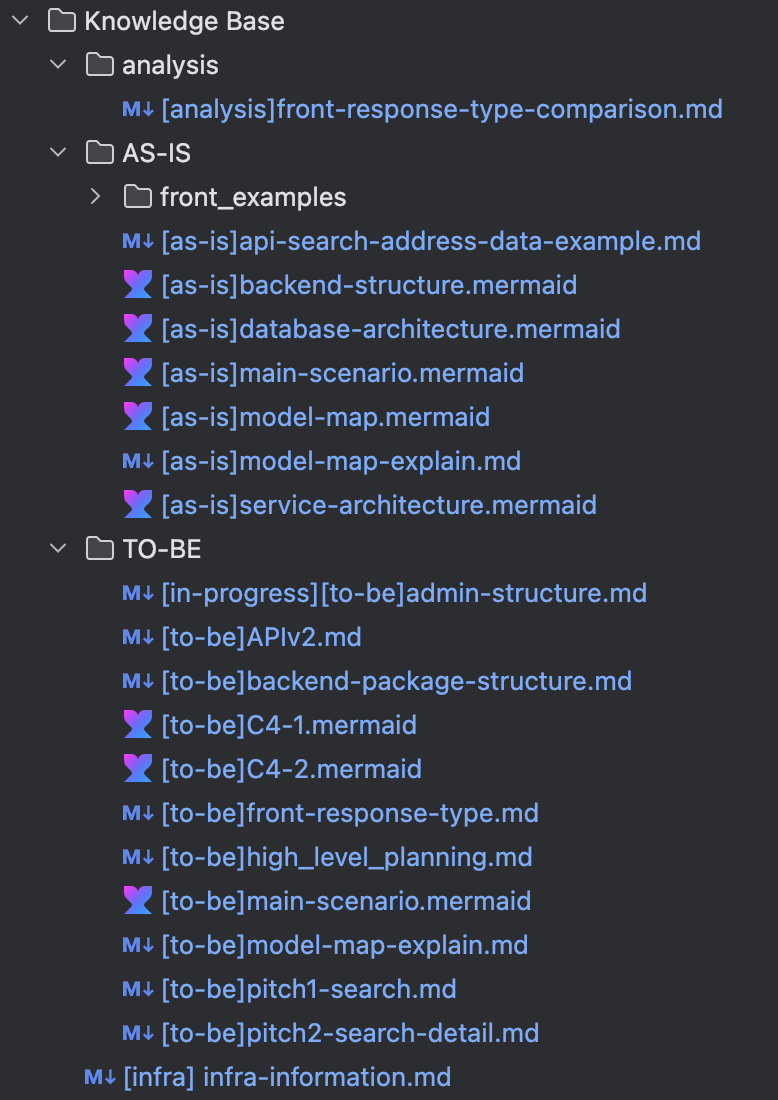 Knowledge Base
analysis
M↓ [analysis]front-response-type-comparison.md
AS-IS
front_examples
M↓ [as-is]api-search-address-data-example.md
[as-is]backend-structure.mermaid
[as-is]database-architecture.mermaid
[as-is]main-scenario.mermaid
[as-is]model-map.mermaid
M↓ [as-is]model-map-explain.md
[as-is]service-architecture.mermaid
TO-BE
M↓ [in-progress][to-be]admin-structure.md
M↓ [to-be]APIv2.md
M↓ [to-be]backend-package-structure.md
[to-be]C4-1.mermaid
[to-be]C4-2.mermaid
M↓ [to-be]front-response-type.md
M↓ [to-be]high_level_planning.md
[to-be]main-scenario.mermaid
M↓ [to-be]model-map-explain.md
M↓ [to-be]pitch1-search.md
M↓ [to-be]pitch2-search-detail.md
M↓ [infra] infra-information.md